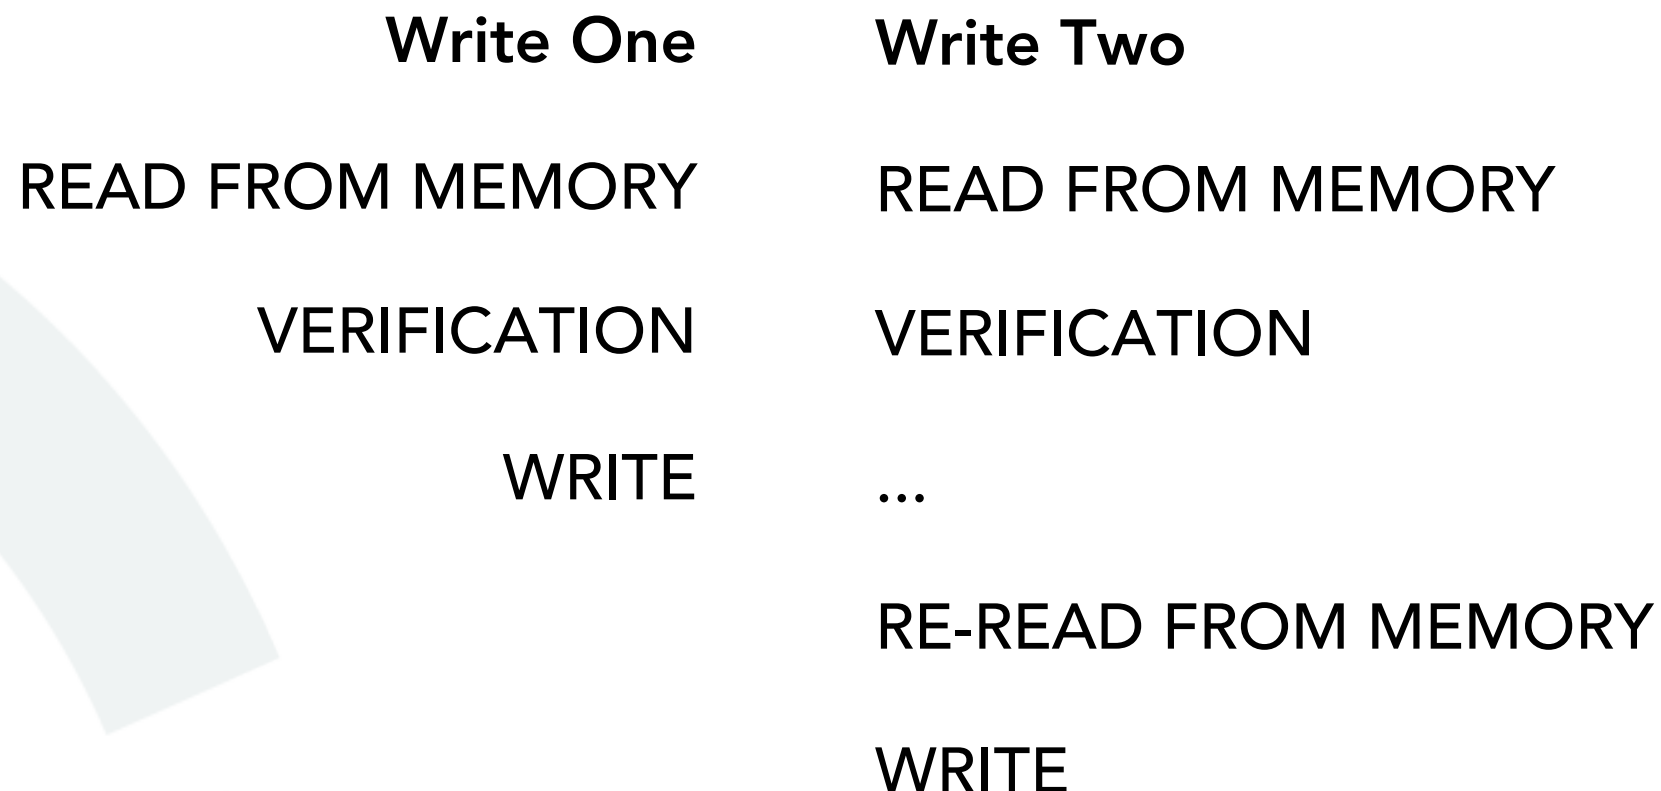 Write One
READ FROM MEMORY
VERIFICATION
WRITE
Write Two
READ FROM MEMORY
VERIFICATION
...
RE-READ FROM MEMORY
WRITE